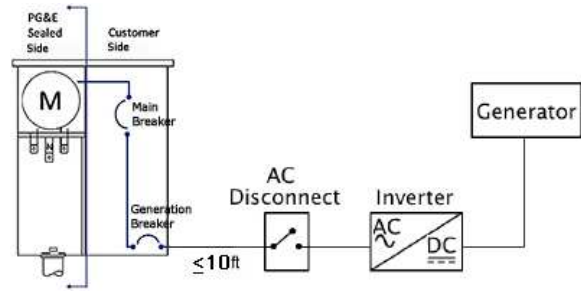 PG&E
Sealed
Side
Customer
Side
M
Main
Breaker
N
Generation
Breaker
≤10ft
AC
Disconnect
Inverter
AC
DC
Generator